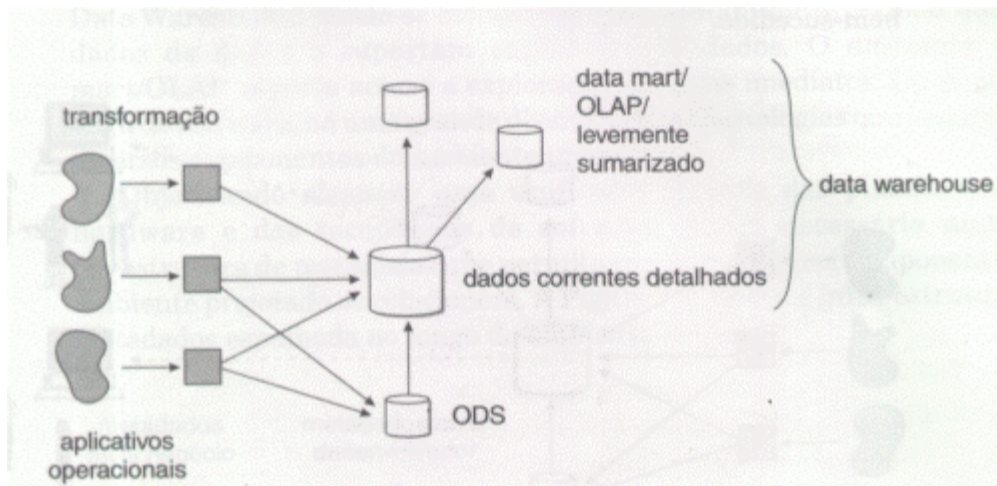 transformação
data mart/
OLAP/
levemente
sumarizado
data warehouse
dados correntes detalhados
ODS
aplicativos
operacionais